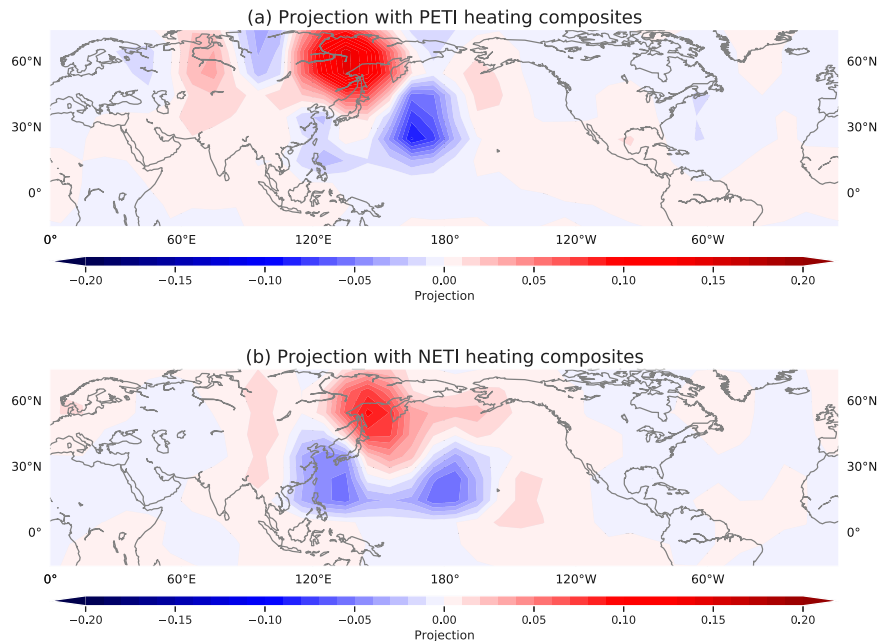 (a) Projection with PETI heating composites
60°N 60°N
30°N 30°N
0° 0°
0° 60°E 120°E 180° 120°W 60°W
−0.20 −0.15 −0.10 −0.05 0.00 0.05 0.10 0.15 0.20
Projection
(b) Projection with NETI heating composites
60°N 60°N
30°N 30°N
0° 0°
0° 60°E 120°E 180° 120°W 60°W
−0.20 −0.15 −0.10 −0.05 0.00 0.05 0.10 0.15 0.20
Projection